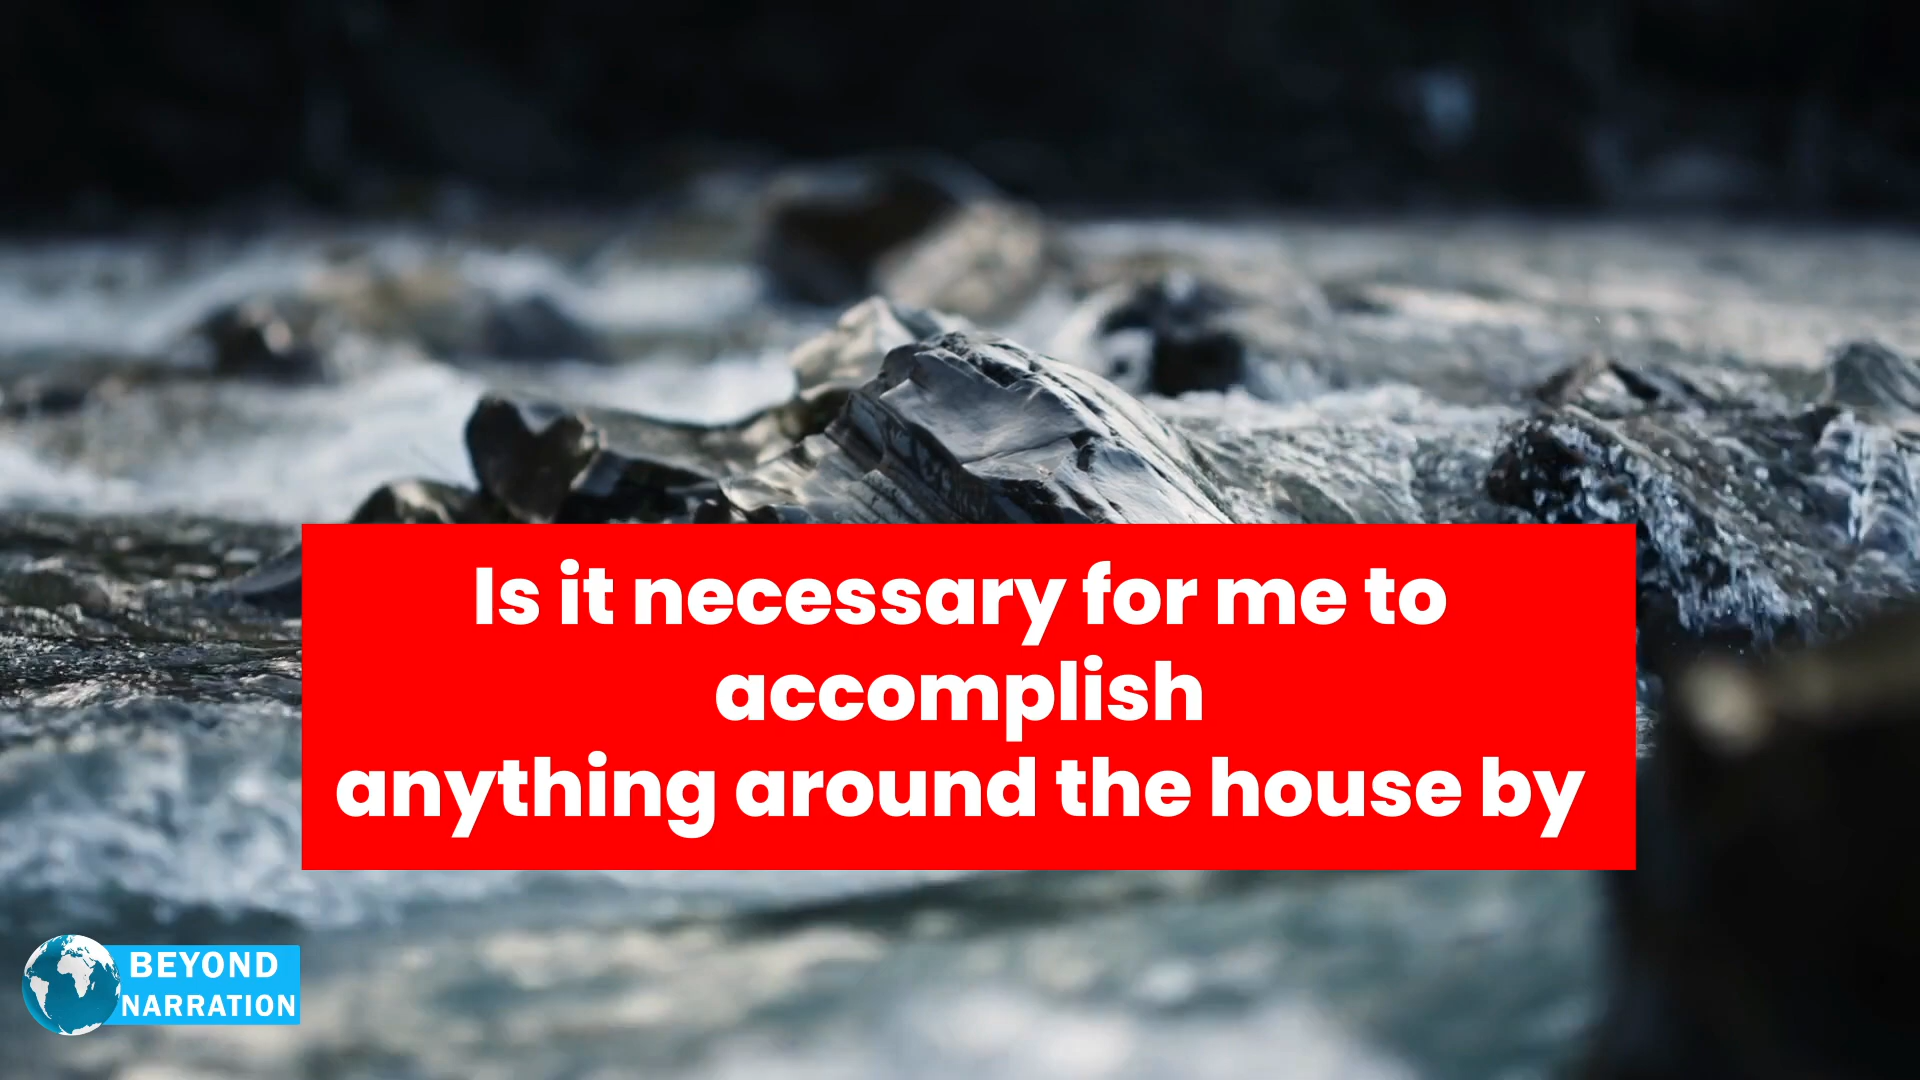 Is it necessary for me to
accomplish
anything around the house by
BEYOND
NARRATION